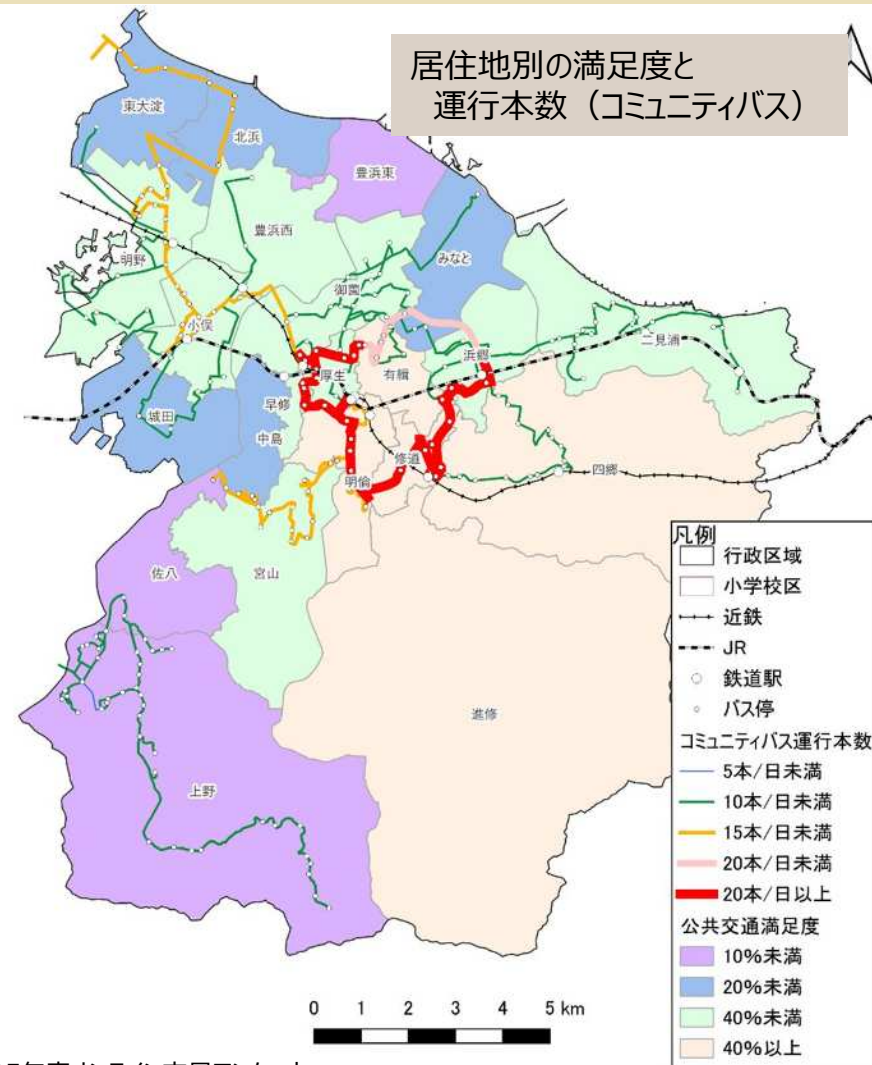 居住地別の満足度と
運行本数（コミュニティバス）
東大淀
北浜
豊浜東
豊浜西
みなと
明野
御薗
小俣
二見浦
浜郷
厚生
有緝
城田
早修
中島
修道
四郷
明倫
佐八
宮山
進修
上野
凡例
行政区域
小学校区
近鉄
JR
鉄道駅
バス停
コミュニティバス運行本数
5本/日未満
10本/日未満
15本/日未満
20本/日未満
20本/日以上
公共交通満足度
10%未満
20%未満
40%未満
40%以上
0 1 2 3 4 5 km